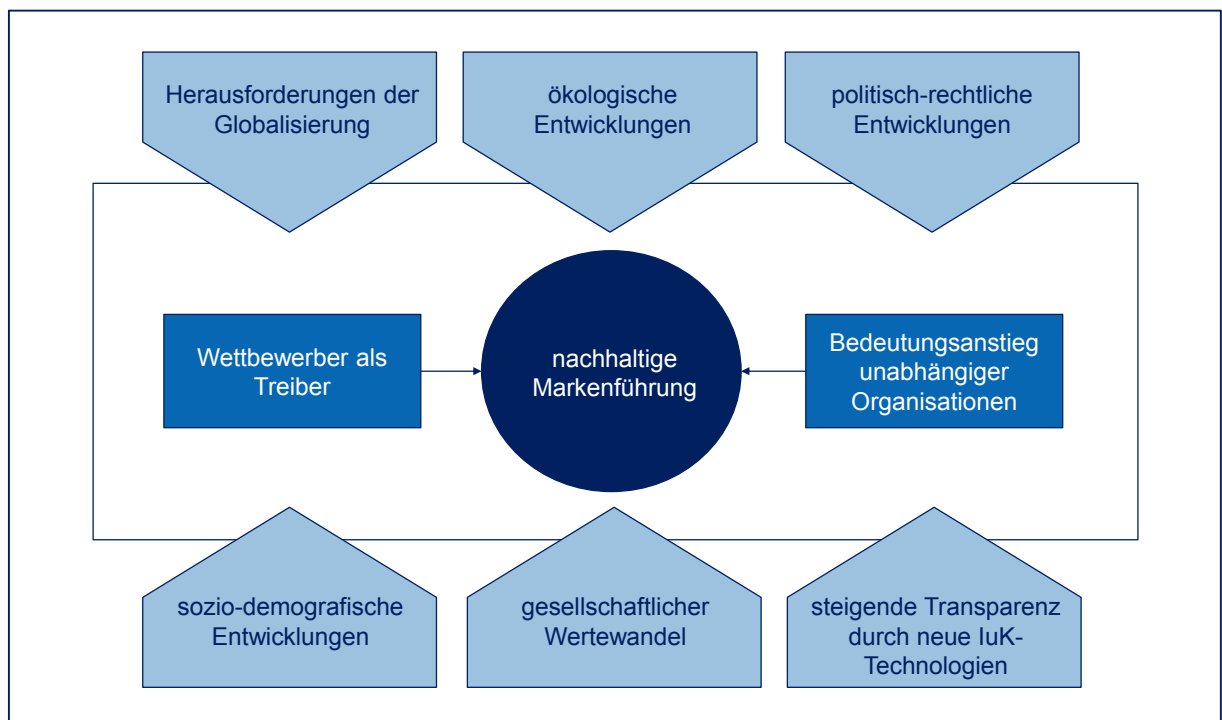 Herausforderungen der
Globalisierung
ökologische
Entwicklungen
politisch-rechtliche
Entwicklungen
Wettbewerber als
Treiber
nachhaltige
Markenführung
Bedeutungsanstieg
unabhängiger
Organisationen
sozio-demografische
Entwicklungen
gesellschaftlicher
Wertewandel
steigende Transparenz
durch neue IuK-
Technologien